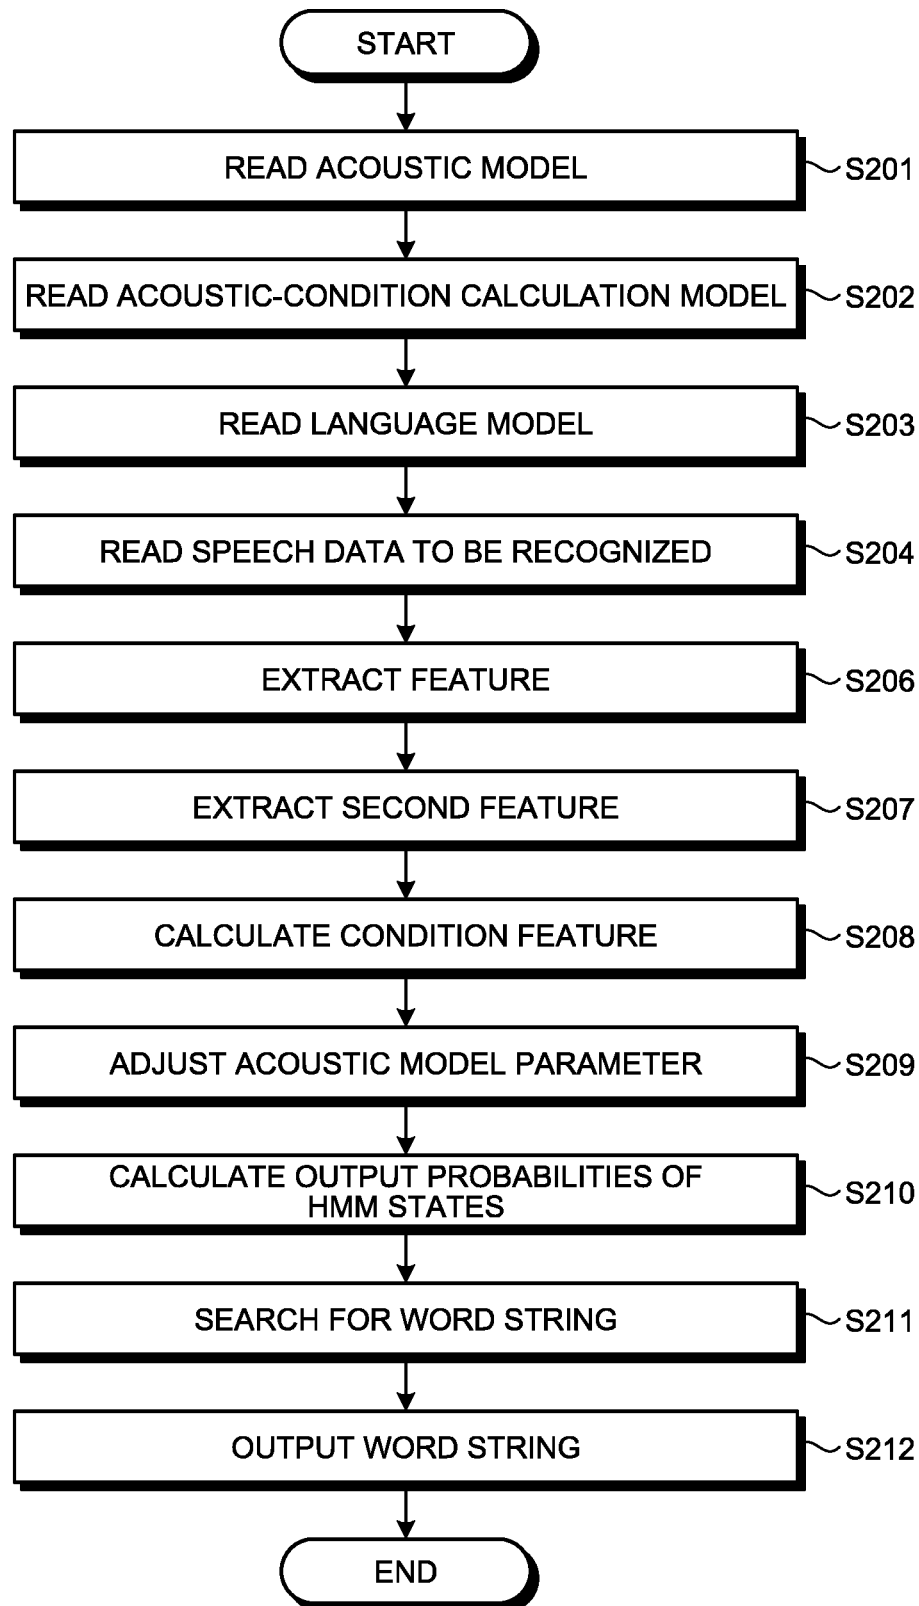 START
READ ACOUSTIC MODEL
S201
READ ACOUSTIC-CONDITION CALCULATION MODEL
S202
READ LANGUAGE MODEL
S203
READ SPEECH DATA TO BE RECOGNIZED
S204
EXTRACT FEATURE
S206
EXTRACT SECOND FEATURE
S207
CALCULATE CONDITION FEATURE
S208
ADJUST ACOUSTIC MODEL PARAMETER
S209
CALCULATE OUTPUT PROBABILITIES OF
HMM STATES
S210
SEARCH FOR WORD STRING
S211
OUTPUT WORD STRING
S212
END